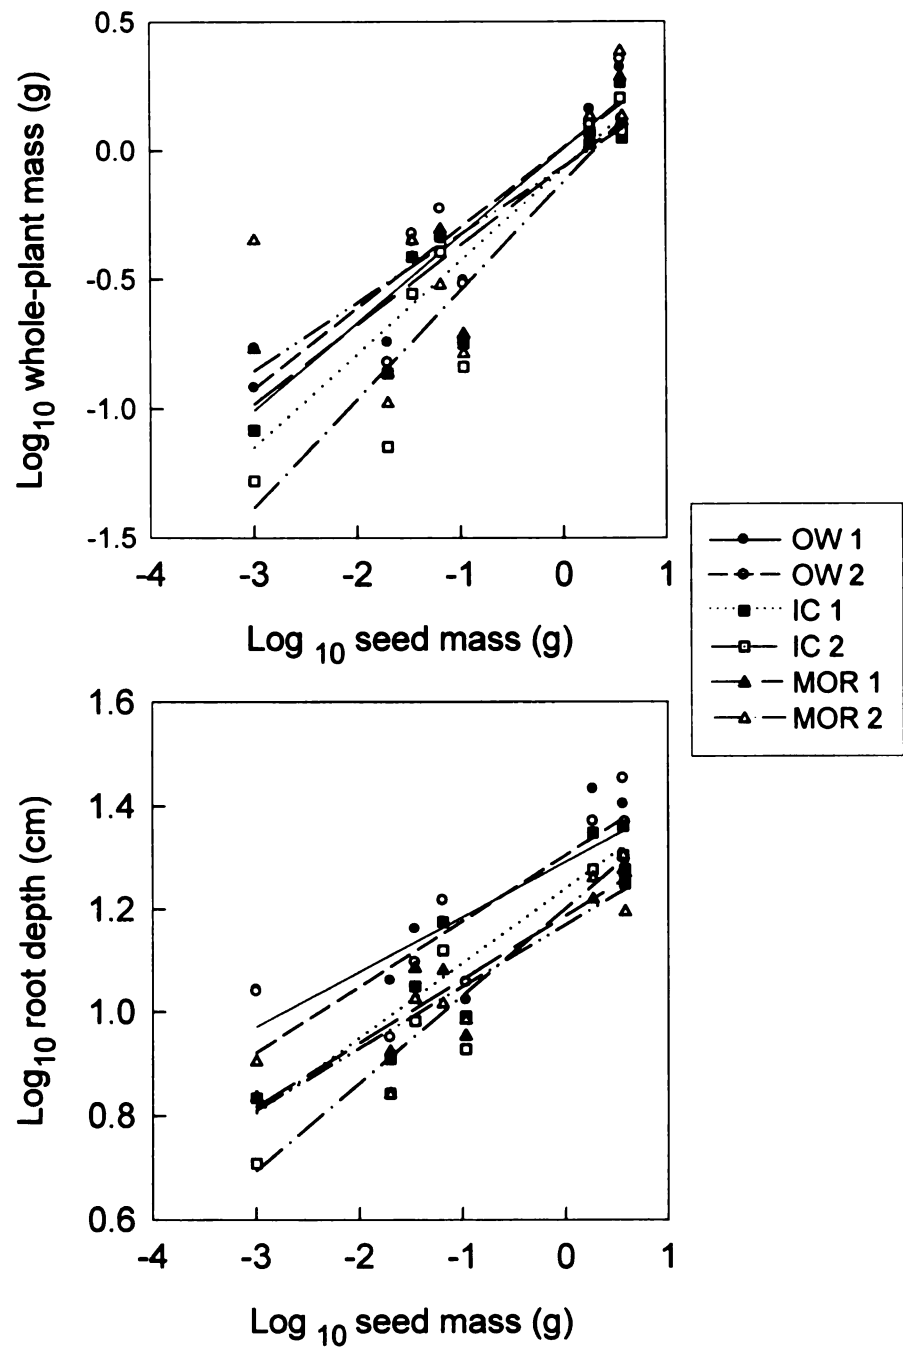 0.5
0.0
-0.5
-1.0
-1.5
Log10 whole-plant mass (g)
-4 -3 -2 -1 0 1
Log 10 seed mass (g)
OW 1
OW 2
IC 1
IC 2
MOR 1
MOR 2
1.6
1.4
1.2
1.0
0.8
0.6
Log10 root depth (cm)
-4 -3 -2 -1 0 1
Log 10 seed mass (g)